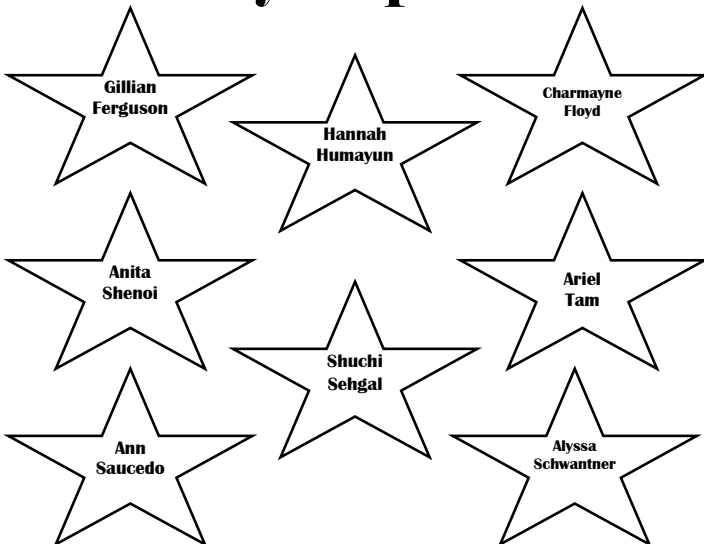 Gillian
Ferguson
Hannah
Humayun
Charmayne
Floyd
Anita
Shenoi
Ariel
Tam
Shuchi
Sehgal
Ann
Saucedo
Alyssa
Schwantner